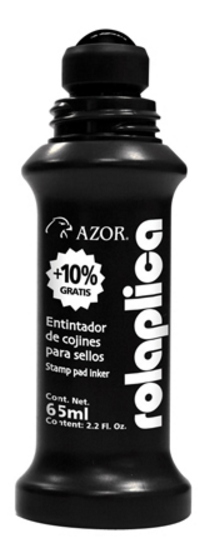 AZOR®
+10%
GRATIS
Entintador
de cojines
para sellos
Stamp pad inker
Cont. Net.
65ml
Content: 2.2 Fl. Oz.
rolaplica